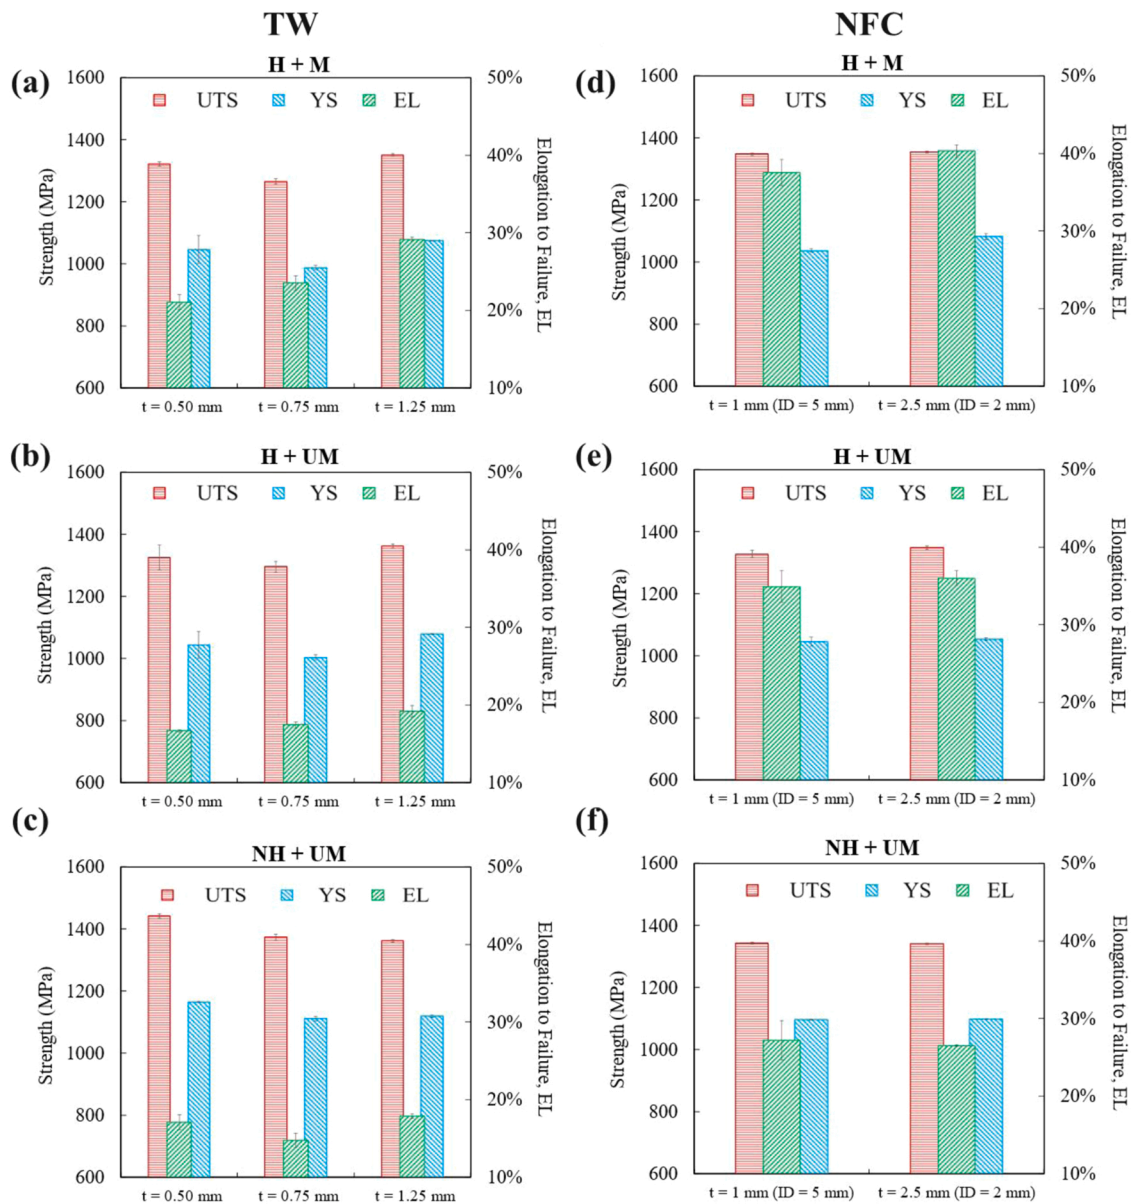 TW
NFC
(a)
H + M
1600
1400
1200
1000
800
600
Strength (MPa)
UTS YS EL
50%
40%
30%
20%
10%
Elongation to Failure, EL
t = 0.50 mm t = 0.75 mm t = 1.25 mm
(d)
H + M
1600
1400
1200
1000
800
600
Strength (MPa)
UTS EL YS
50%
40%
30%
20%
10%
Elongation to Failure, EL
t = 1 mm (ID = 5 mm) t = 2.5 mm (ID = 2 mm)
(b)
H + UM
1600
1400
1200
1000
800
600
Strength (MPa)
UTS YS EL
50%
40%
30%
20%
10%
Elongation to Failure, EL
t = 0.50 mm t = 0.75 mm t = 1.25 mm
(e)
H + UM
1600
1400
1200
1000
800
600
Strength (MPa)
UTS EL YS
50%
40%
30%
20%
10%
Elongation to Failure, EL
t = 1 mm (ID = 5 mm) t = 2.5 mm (ID = 2 mm)
(c)
NH + UM
1600
1400
1200
1000
800
600
Strength (MPa)
UTS YS EL
50%
40%
30%
20%
10%
Elongation to Failure, EL
t = 0.50 mm t = 0.75 mm t = 1.25 mm
(f)
NH + UM
1600
1400
1200
1000
800
600
Strength (MPa)
UTS YS EL
50%
40%
30%
20%
10%
Elongation to Failure, EL
t = 1 mm (ID = 5 mm) t = 2.5 mm (ID = 2 mm)